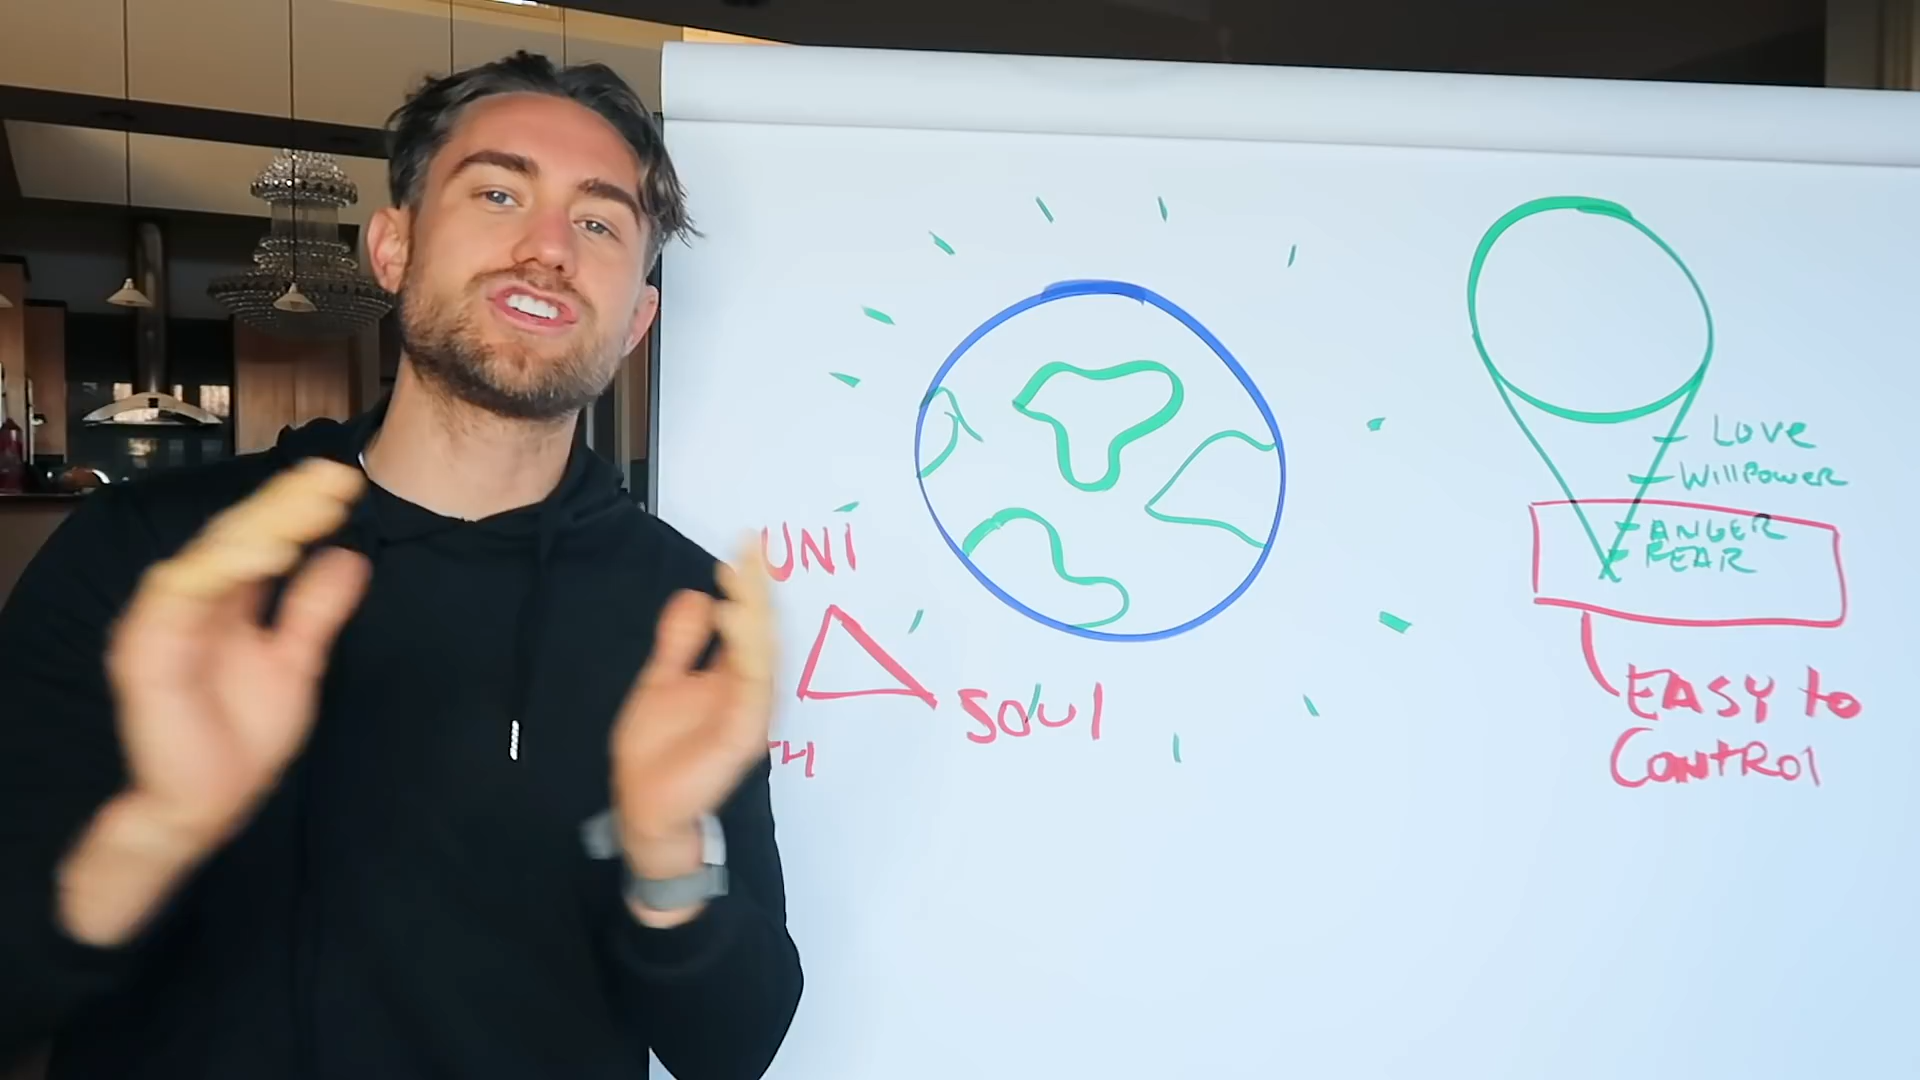 UNI
SOUl
TH
Love
Willpower
ANGER
FEAR
EASY to
ContRol